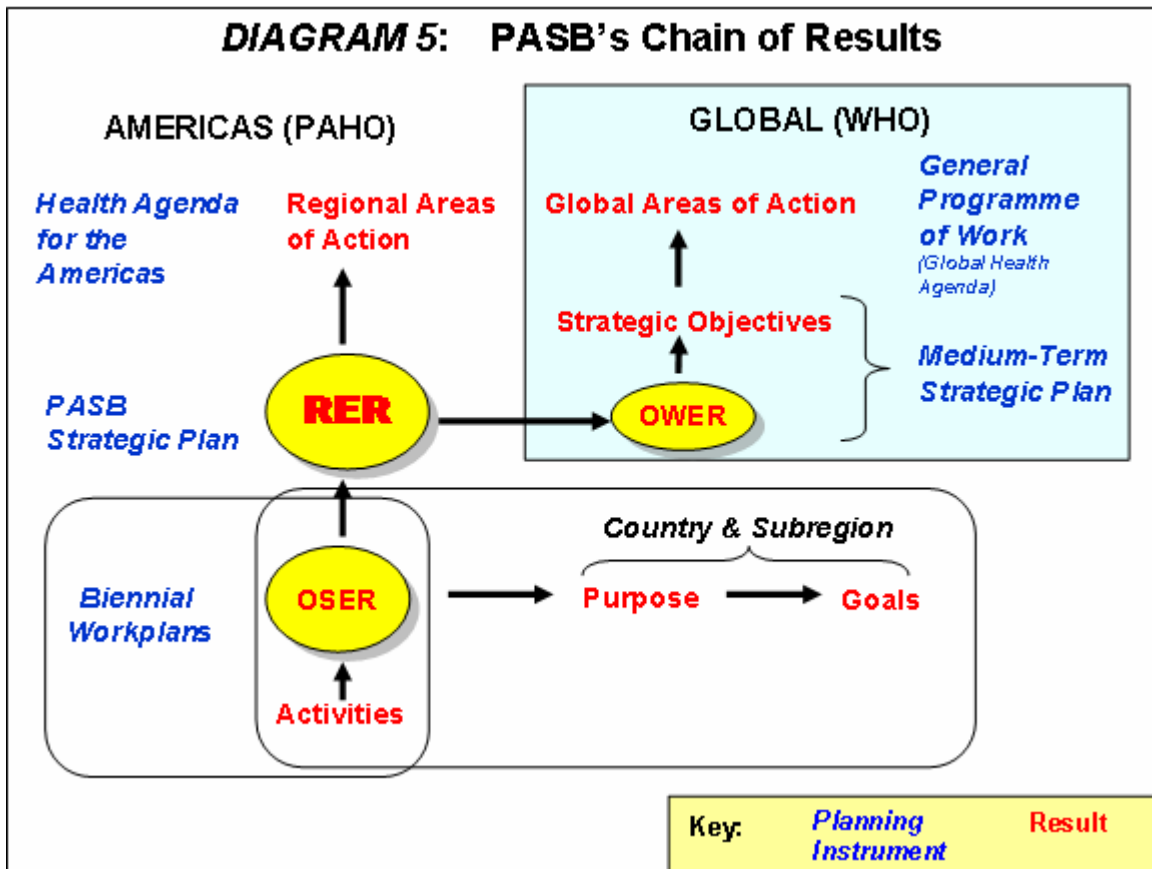 DIAGRAM 5: PASB's Chain of Results
AMERICAS (PAHO)
Health Agenda
for the
Americas
Regional Areas
of Action
PASB
Strategic Plan
RER
GLOBAL (WHO)
Global Areas of Action
General
Programme
of Work
(Global Health
Agenda)
Strategic Objectives
OWER
Medium-Term
Strategic Plan
Biennial
Workplans
OSER
Activities
Country & Subregion
Purpose
Goals
Key:
Planning
Instrument
Result